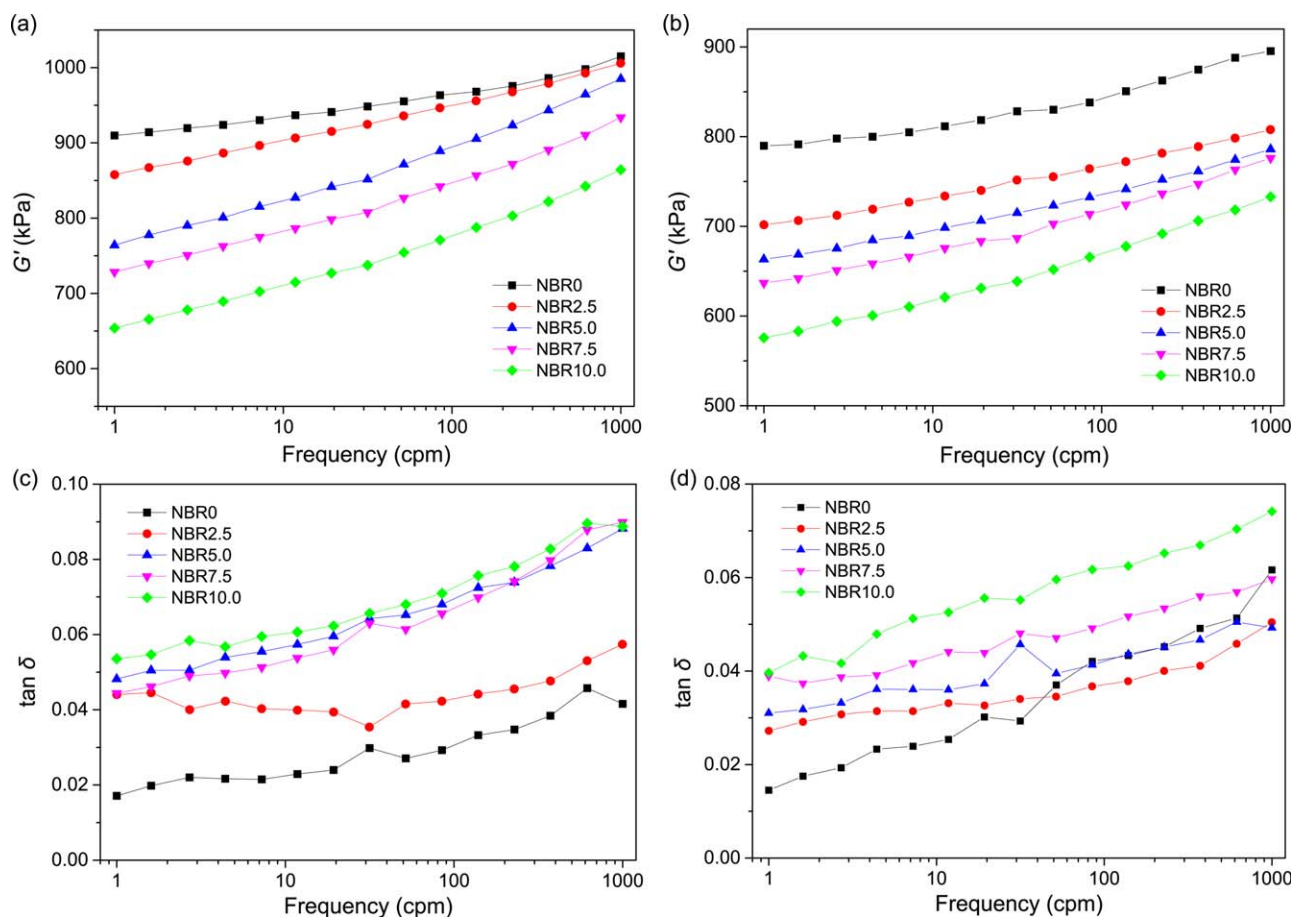 (a)
1000
900
800
700
600
G′ (kPa)
NBR0
NBR2.5
NBR5.0
NBR7.5
NBR10.0
1 10 100 1000
Frequency (cpm)
(b)
900
800
700
600
500
G′ (kPa)
NBR0
NBR2.5
NBR5.0
NBR7.5
NBR10.0
1 10 100 1000
Frequency (cpm)
(c)
0.10
0.08
0.06
0.04
0.02
0.00
tan δ
NBR0
NBR2.5
NBR5.0
NBR7.5
NBR10.0
1 10 100 1000
Frequency (cpm)
(d)
0.08
0.06
0.04
0.02
0.00
tan δ
NBR0
NBR2.5
NBR5.0
NBR7.5
NBR10.0
1 10 100 1000
Frequency (cpm)